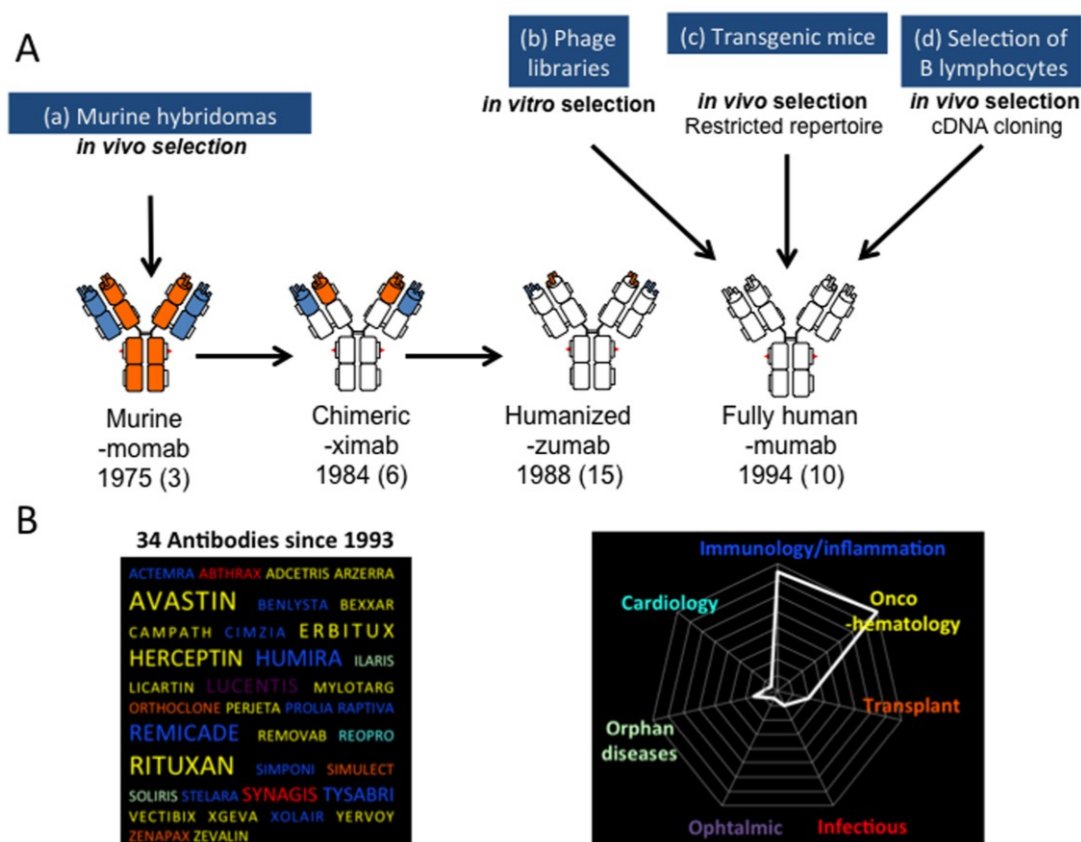 A
(a) Murine hybridomas
in vivo selection
(b) Phage
libraries
in vitro selection
(c) Transgenic mice
in vivo selection
Restricted repertoire
(d) Selection of
B lymphocytes
in vivo selection
cDNA cloning
Murine
-momab
1975 (3)
Chimeric
-ximab
1984 (6)
Humanized
-zumab
1988 (15)
Fully human
-mumab
1994 (10)
B
34 Antibodies since 1993
ACTEMRA ABTHRAX ADCETRIS ARZERRA
AVASTIN BENLYSTA BEXXAR
CAMPATH CIMZIA ERBITUX
HERCEPTIN HUMIRA ILARIS
LICARTIN LUCENTIS MYLOTARG
ORTHOCLONE PERJETA PROLIA RAPTIVA
REMICADE REMOVAB REOPRO
RITUXAN SIMPONI SIMULECT
SOLIRIS STELARA SYNAGIS TYSABRI
VECTIBIX XGEVA XOLAIR YERVOY
ZENAPAX ZEVALIN
Immunology/inflammation
Cardiology
Onco
-hematology
Transplant
Orphan
diseases
Ophtalmic
Infectious